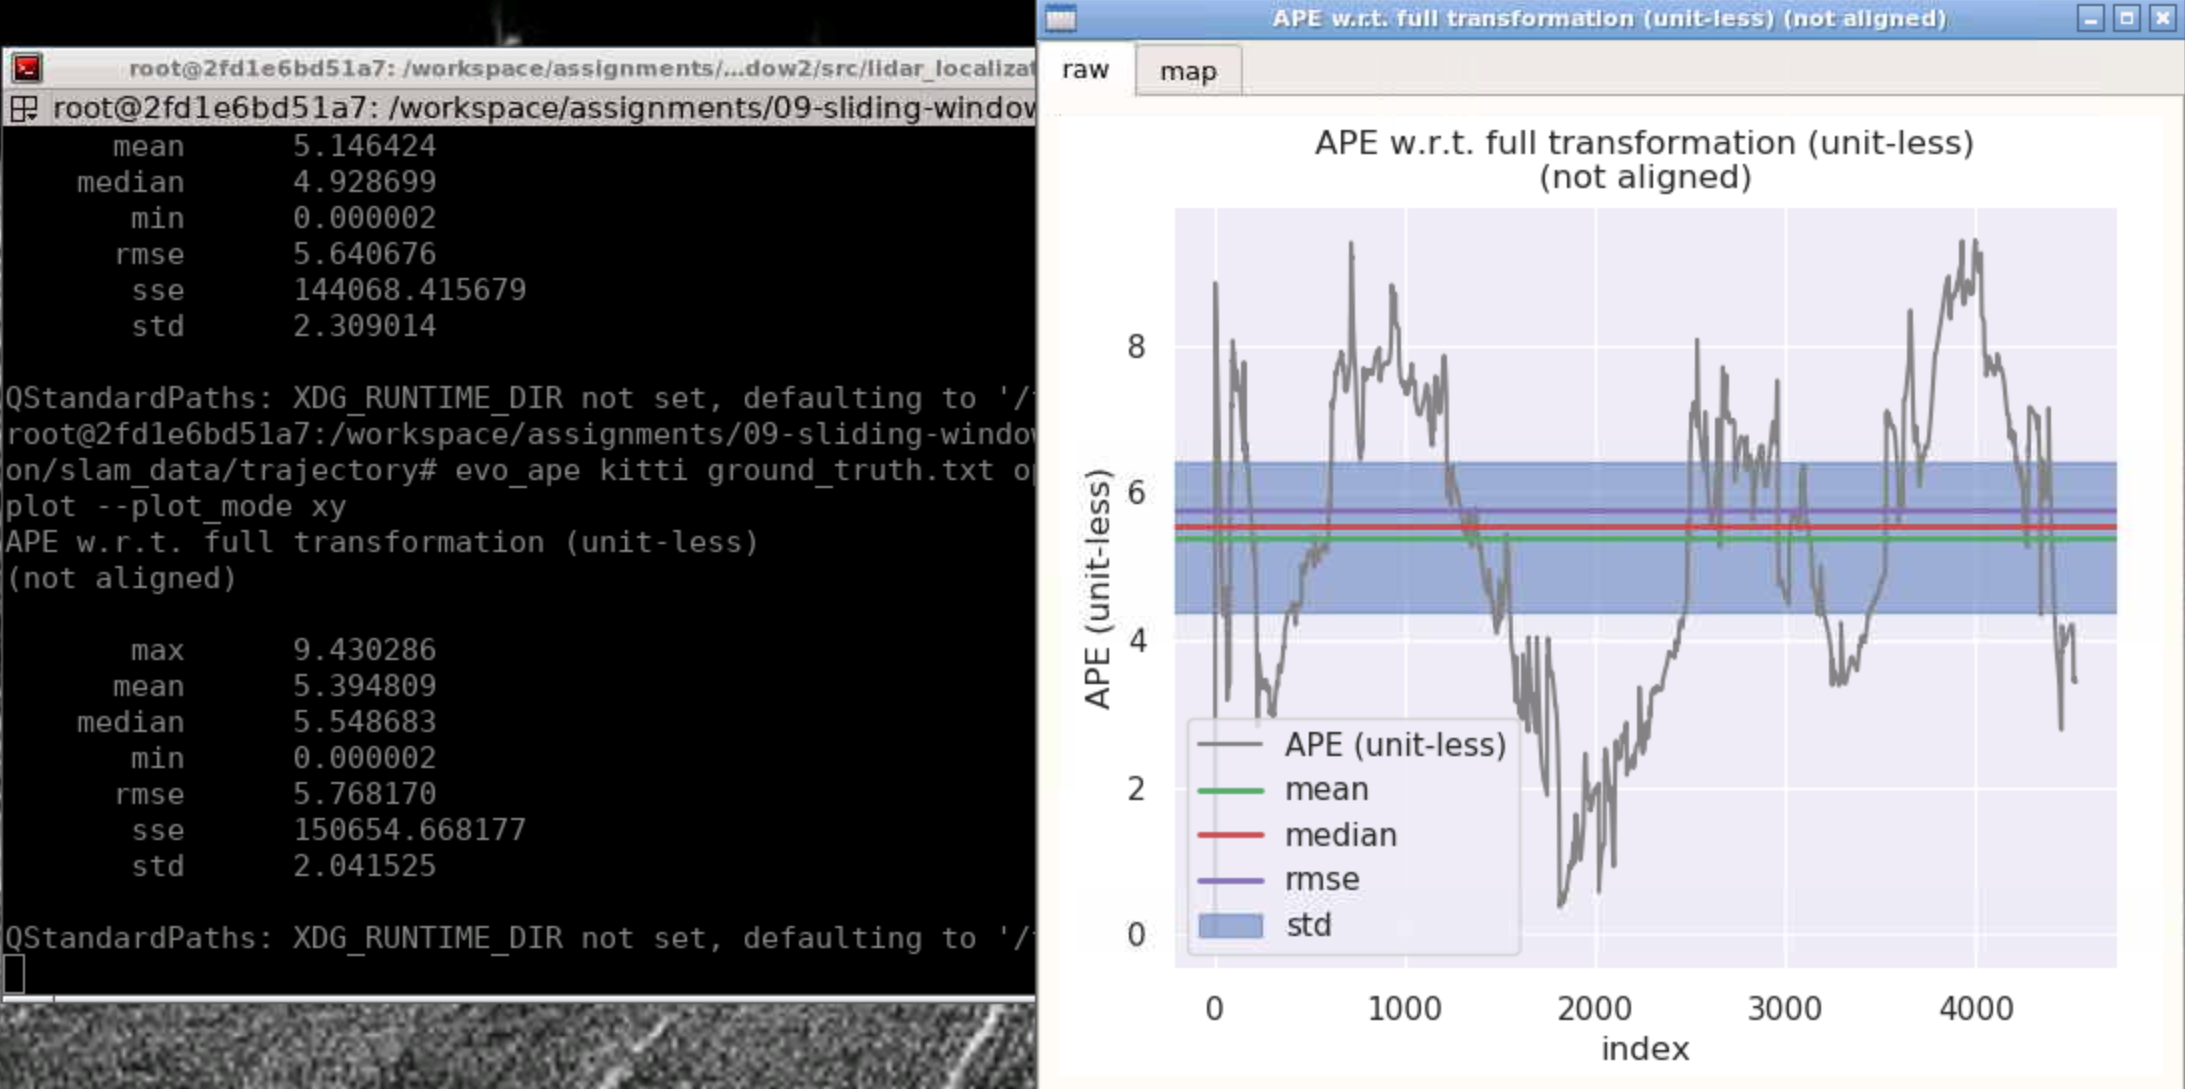 root@2fd1e6bd51a7: /workspace/assignments/...dow2/src/lidar_localizat
root@2fd1e6bd51a7: /workspace/assignments/09-sliding-window
mean 5.146424
median 4.928699
min 0.000002
rmse 5.640676
sse 144068.415679
std 2.309014
QStandardPaths: XDG_RUNTIME_DIR not set, defaulting to '/
root@2fd1e6bd51a7:/workspace/assignments/09-sliding-window
on/slam_data/trajectory# evo_ape kitti ground_truth.txt op
plot --plot_mode xy
APE w.r.t. full transformation (unit-less)
(not aligned)
max 9.430286
mean 5.394809
median 5.548683
min 0.000002
rmse 5.768170
sse 150654.668177
std 2.041525
QStandardPaths: XDG_RUNTIME_DIR not set, defaulting to '/
APE w.r.t. full transformation (unit-less) (not aligned)
raw map
APE w.r.t. full transformation (unit-less)
(not aligned)
APE (unit-less)
8
6
4
2
0
APE (unit-less)
mean
median
rmse
std
0 1000 2000 3000 4000
index